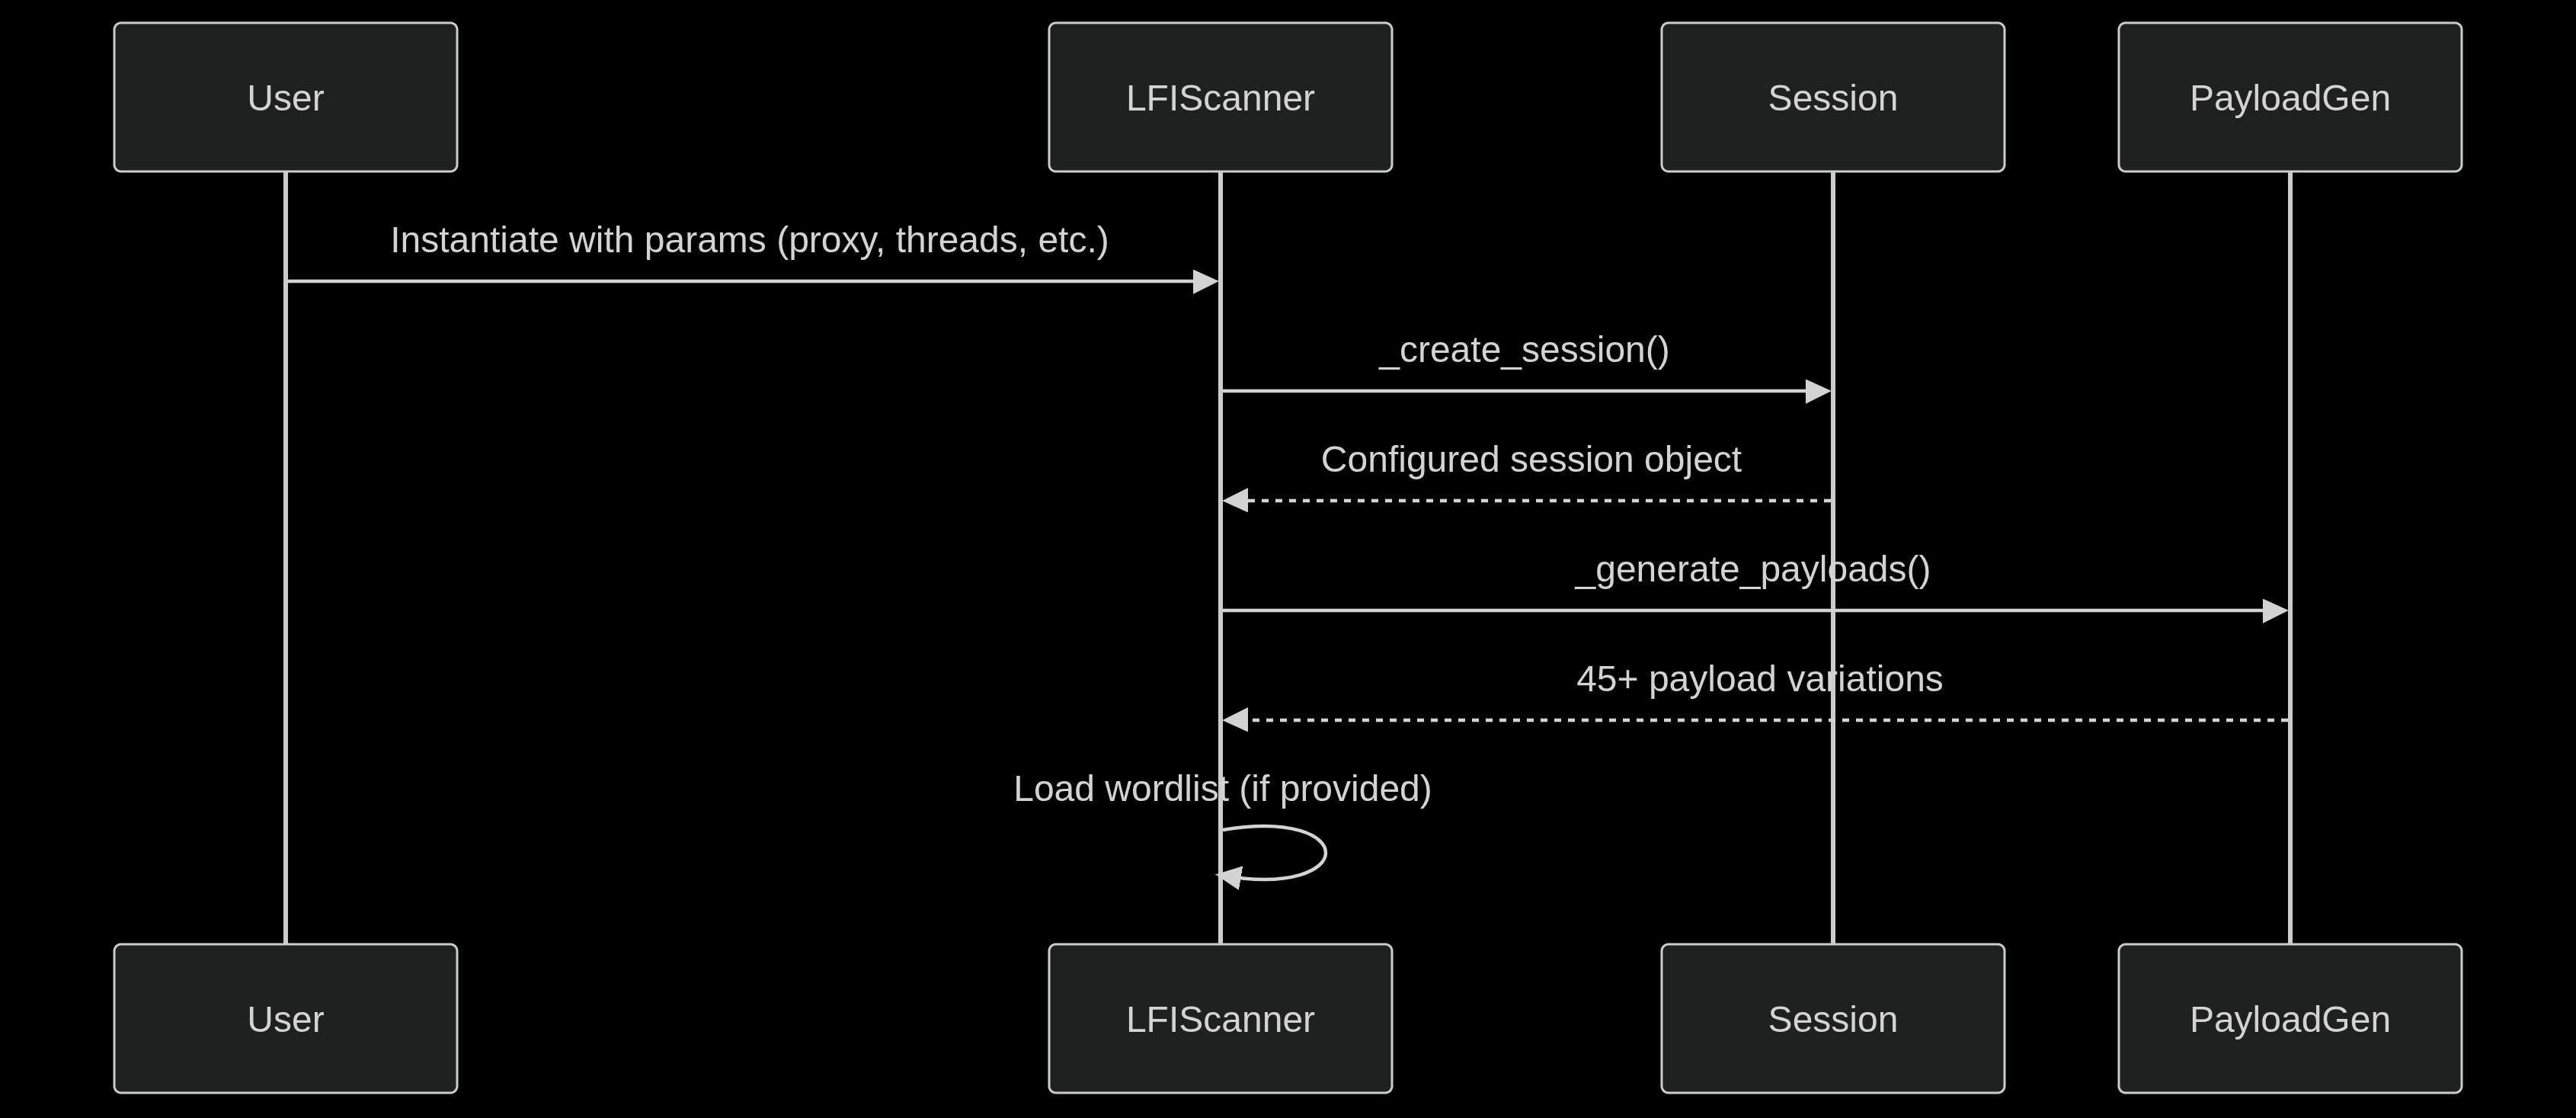 User
LFIScanner
Session
PayloadGen
Instantiate with params (proxy, threads, etc.)
_create_session()
Configured session object
_generate_payloads()
45+ payload variations
Load wordlist (if provided)
User
LFIScanner
Session
PayloadGen